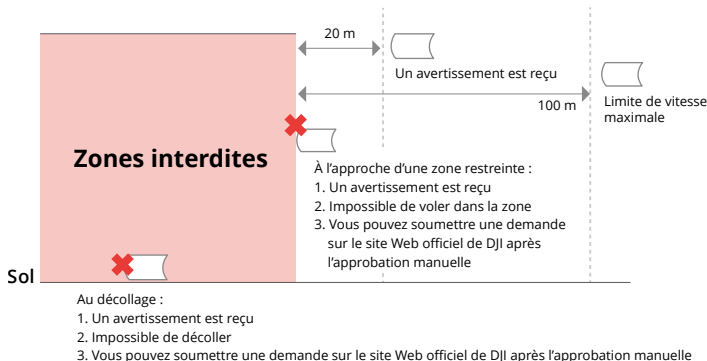 20 m
Un avertissement est reçu
100 m
Limite de vitesse
maximale
Zones interdites
À l’approche d’une zone restreinte :
1. Un avertissement est reçu
2. Impossible de voler dans la zone
3. Vous pouvez soumettre une demande
sur le site Web officiel de DJI après
l’approbation manuelle
Sol
Au décollage :
1. Un avertissement est reçu
2. Impossible de décoller
3. Vous pouvez soumettre une demande sur le site Web officiel de DJI après l’approbation manuelle